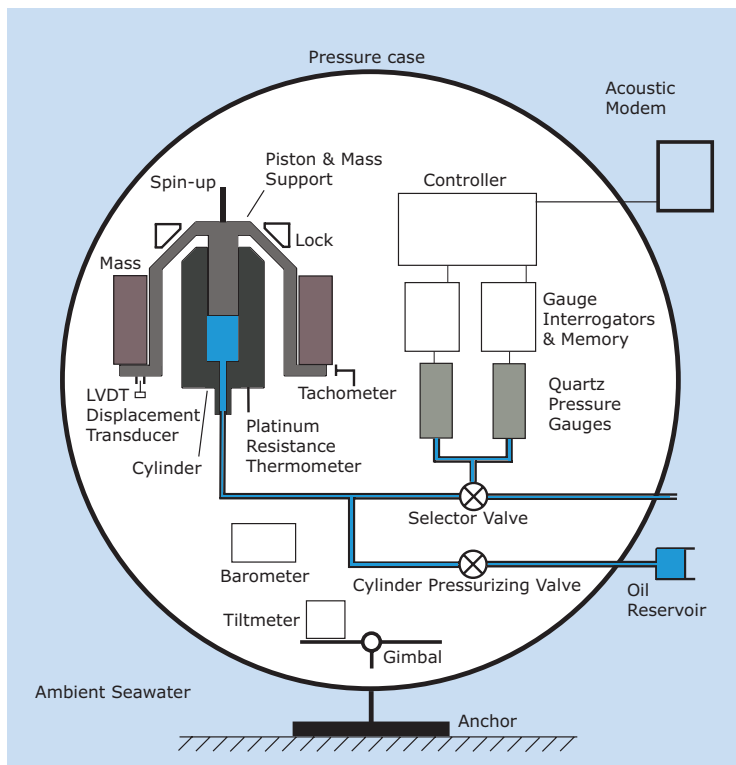 Pressure case
Acoustic
Modem
Piston & Mass
Support
Spin-up
Controller
Lock
Mass
Gauge
Interrogators
& Memory
Tachometer
LVDT
Displacement
Transducer
Quartz
Pressure
Gauges
Platinum
Resistance
Thermometer
Cylinder
Selector Valve
Barometer
Cylinder Pressurizing Valve
Oil
Reservoir
Tiltmeter
Gimbal
Ambient Seawater
Anchor